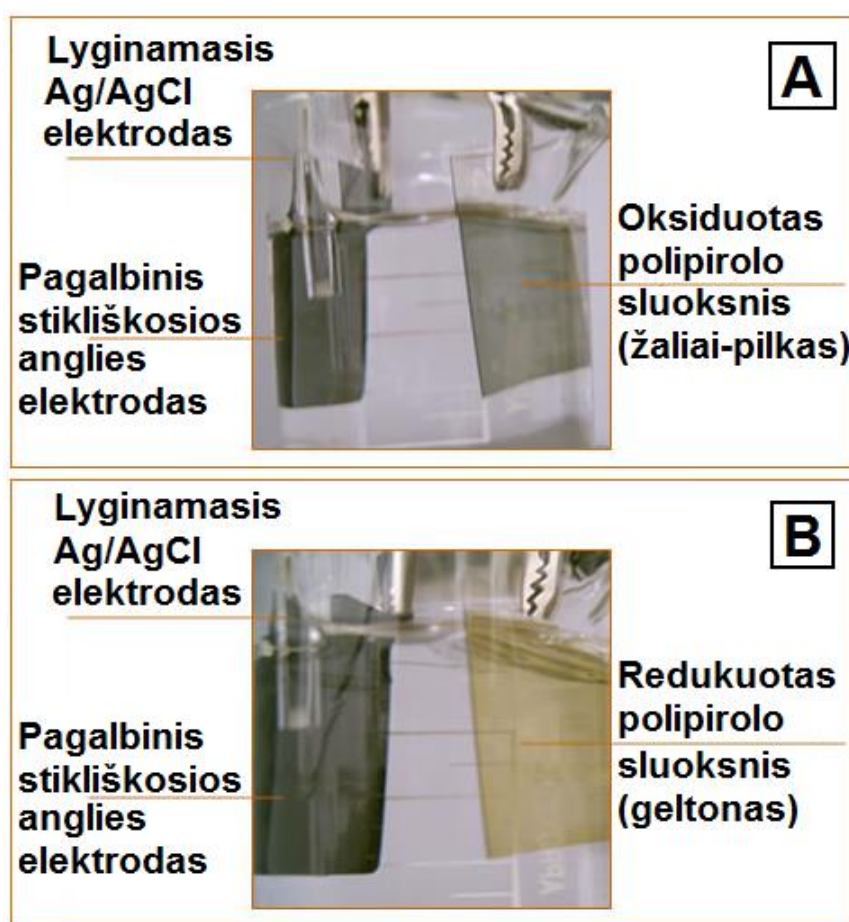 Lyginamasis
Ag/AgCl
elektrodas
A
Pagalbinis
stikliškosios
anglies
elektrodas
Oksiduotas
polipirolo
sluoksnis
(žaliai-pilkas)
Lyginamasis
Ag/AgCl
elektrodas
B
Pagalbinis
stikliškosios
anglies
elektrodas
Redukuotas
polipirolo
sluoksnis
(geltonas)